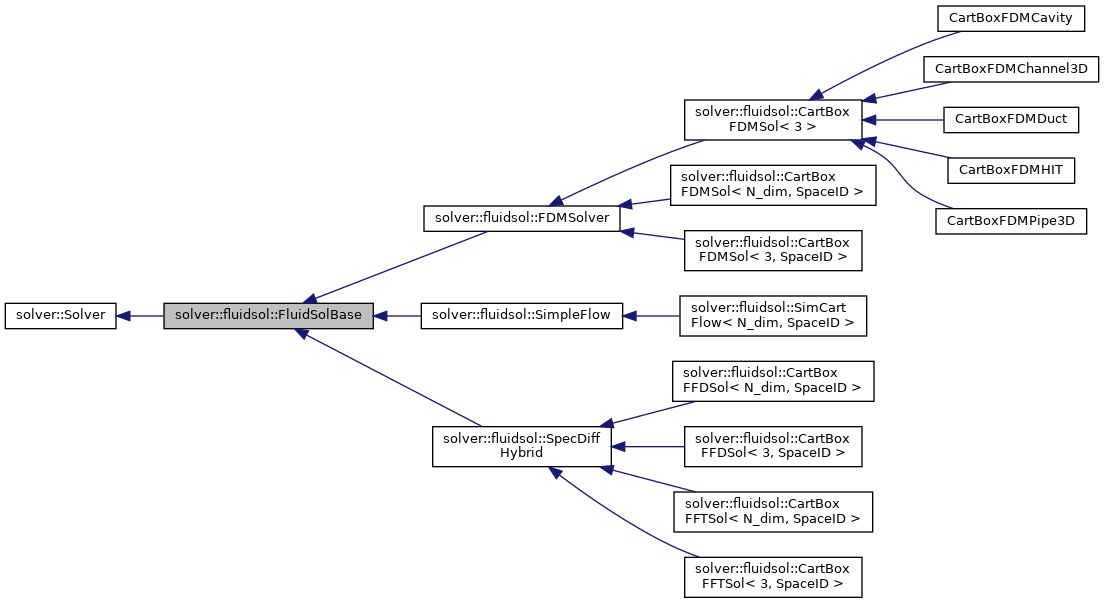 CartBoxFDMCavity
CartBoxFDMChannel3D
solver::fluidsol::CartBox
FDMSol< 3 >
CartBoxFDMDuct
CartBoxFDMHIT
solver::fluidsol::CartBox
FDMSol< N_dim, SpaceID >
CartBoxFDMPipe3D
solver::fluidsol::FDMSolver
solver::fluidsol::CartBox
FDMSol< 3, SpaceID >
solver::Solver
solver::fluidsol::FluidSolBase
solver::fluidsol::SimpleFlow
solver::fluidsol::SimCart
Flow< N_dim, SpaceID >
solver::fluidsol::CartBox
FFDSol< N_dim, SpaceID >
solver::fluidsol::SpecDiff
Hybrid
solver::fluidsol::CartBox
FFDSol< 3, SpaceID >
solver::fluidsol::CartBox
FFTSol< N_dim, SpaceID >
solver::fluidsol::CartBox
FFTSol< 3, SpaceID >